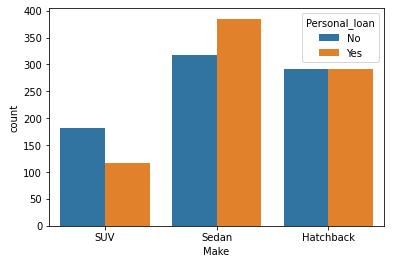 Personal_loan
No
Yes
400
350
300
250
200
150
100
50
0
count
SUV
Sedan
Hatchback
Make